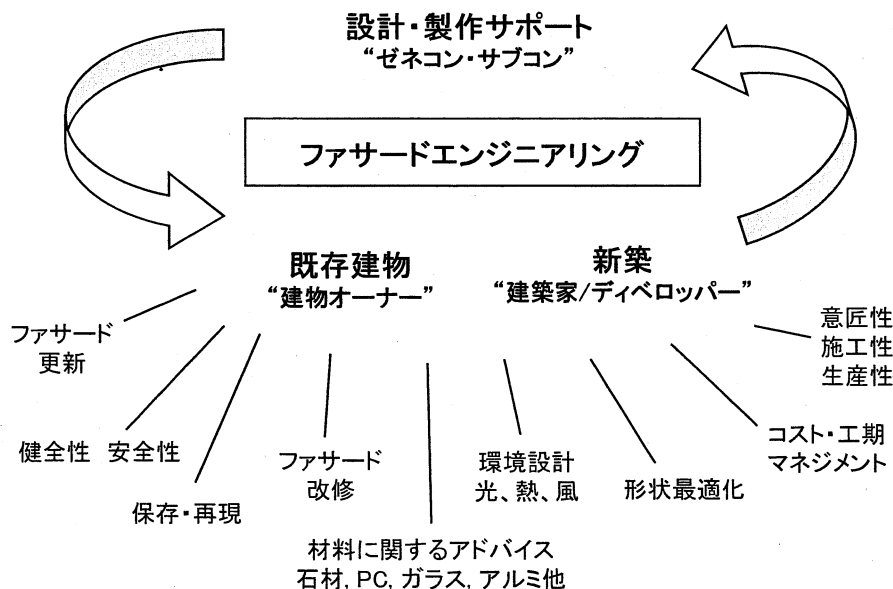 設計・製作サポート
“ゼネコン・サブコン”
ファサードエンジニアリング
既存建物
“建物オーナー”
新築
“建築家/ディベロッパー”
ファサード
更新
健全性 安全性
保存・再現
ファサード
改修
材料に関するアドバイス
石材, PC, ガラス, アルミ他
環境設計
光、熱、風
形状最適化
コスト・工期
マネジメント
意匠性
施工性
生産性